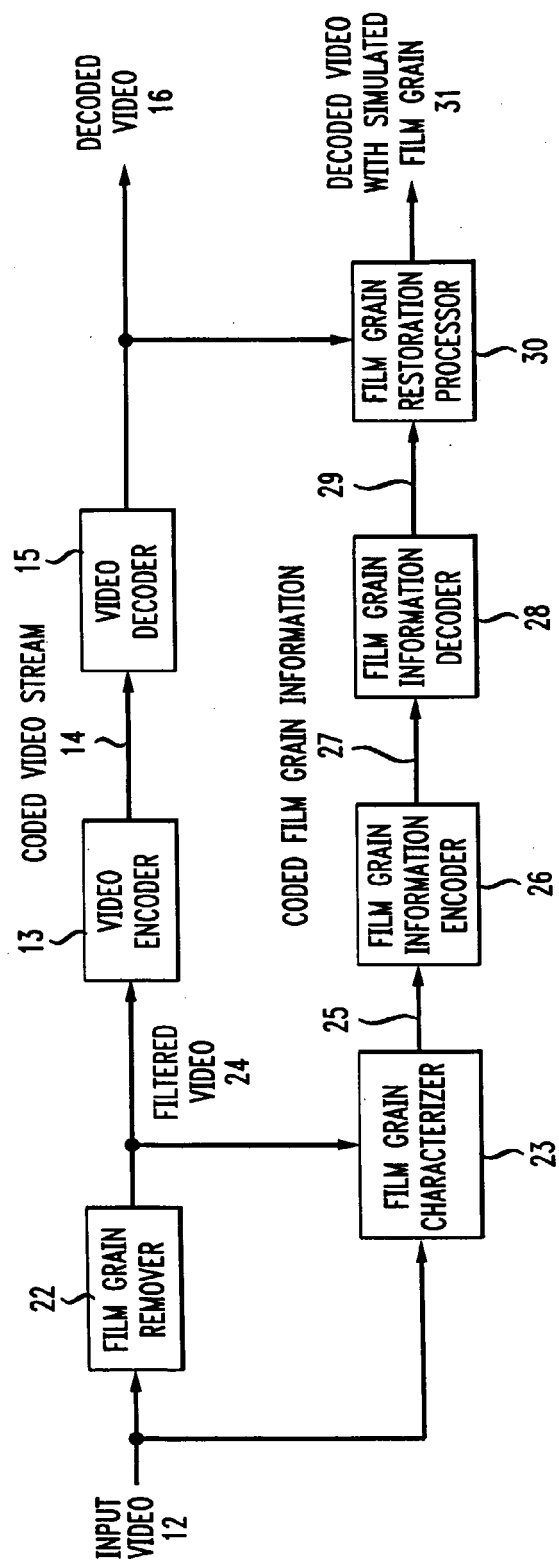 INPUT
VIDEO
12
22
FILM GRAIN
REMOVER
FILTERED VIDEO
24
13
VIDEO
ENCODER
CODED VIDEO STREAM
14
15
VIDEO
DECODER
DECODED
VIDEO
16
FILM GRAIN
CHARACTERIZER
23
25
FILM GRAIN
INFORMATION
ENCODER
26
CODED FILM GRAIN INFORMATION
27
FILM GRAIN
INFORMATION
DECODER
28
29
FILM GRAIN
RESTORATION
PROCESSOR
30
DECODED VIDEO
WITH SIMULATED
FILM GRAIN
31